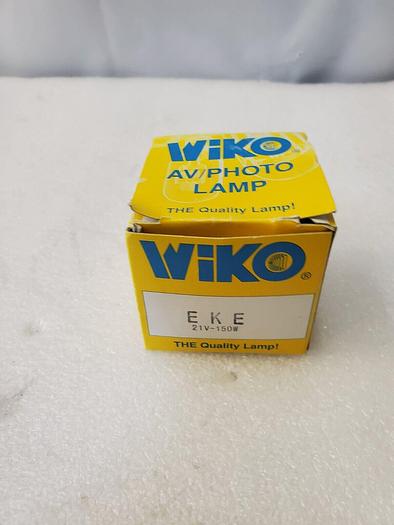 WiKO
AV/PHOTO
LAMP
THE Quality Lamp!
WiKO®
EKE
21V-150W
THE Quality Lamp!